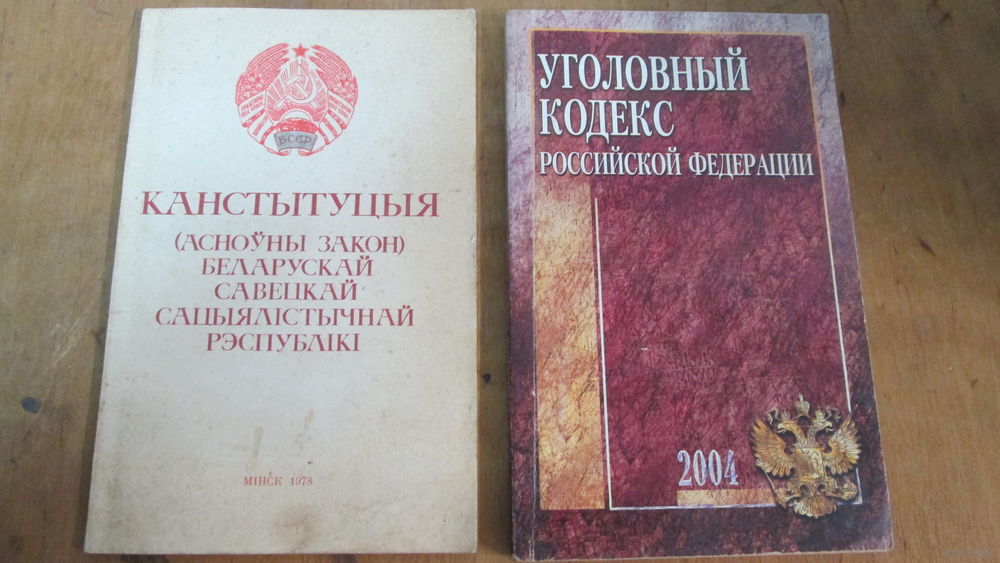 БССР
КАНСТЫТУЦЫЯ
(АСНОЎНЫ ЗАКОН)
БЕЛАРУСКАЙ
САВЕЦКАЙ
САЦЫЯЛІСТЫЧНАЙ
РЭСПУБЛІКІ
МІНСК 1978
УГОЛОВНЫЙ
КОДЕКС
РОССИЙСКОЙ ФЕДЕРАЦИИ
2004